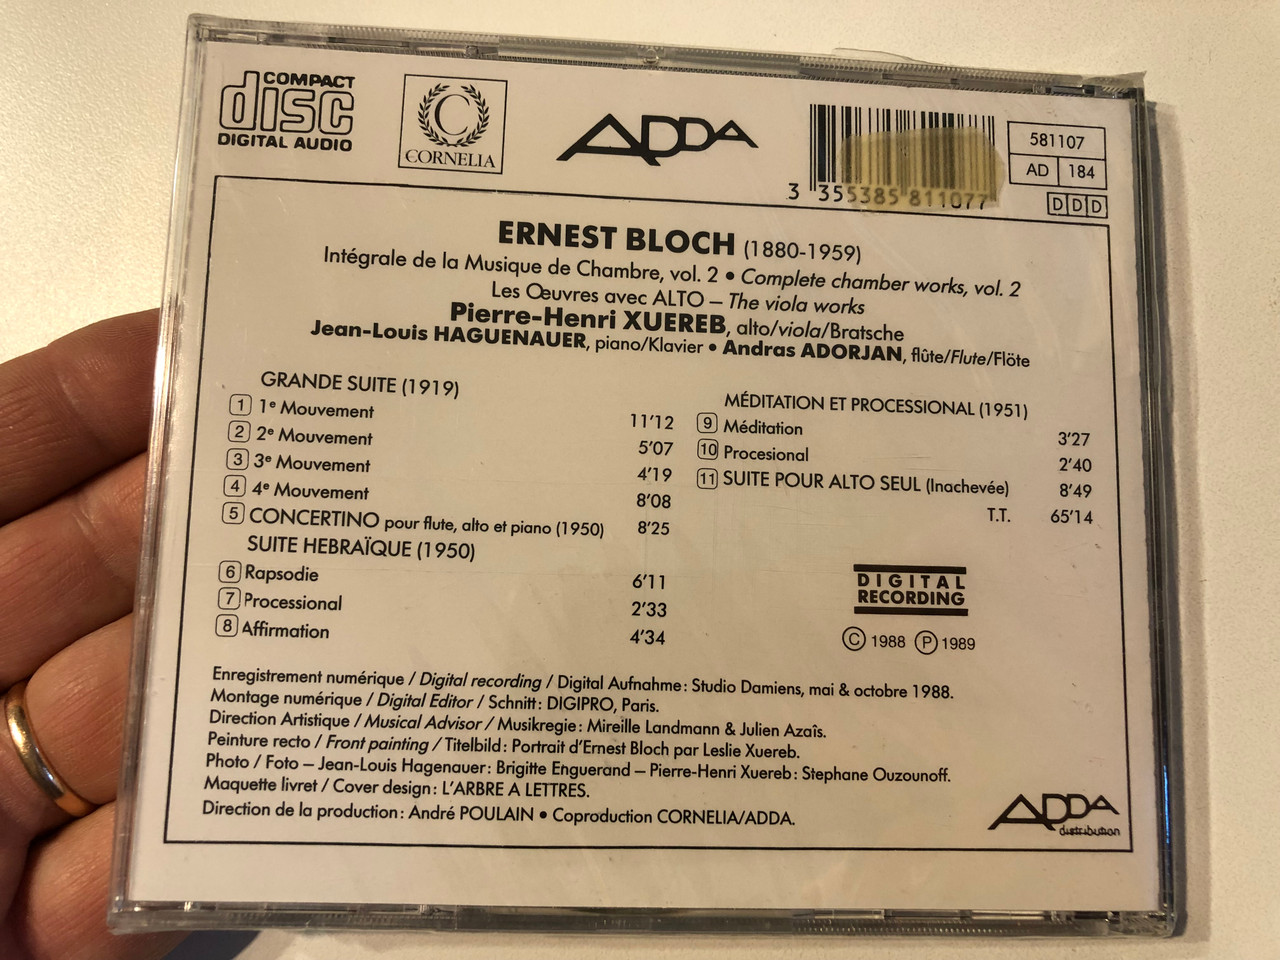 COMPACT
disc
DIGITAL AUDIO
C
CORNELIA
ADDA
3 355385 811077
581107
AD 184
DDD
ERNEST BLOCH (1880-1959)
Intégrale de la Musique de Chambre, vol. 2 • Complete chamber works, vol. 2
Les Œuvres avec ALTO – The viola works
Pierre-Henri XUEREB, alto/viola/Bratsche
Jean-Louis HAGUENAUER, piano/Klavier • Andras ADORJAN, flûte/Flute/Flöte
GRANDE SUITE (1919)
1 1e Mouvement 11'12
2 2e Mouvement 5'07
3 3e Mouvement 4'19
4 4e Mouvement 8'08
5 CONCERTINO pour flute, alto et piano (1950) 8'25
SUITE HEBRAÏQUE (1950)
6 Rapsodie 6'11
7 Processional 2'33
8 Affirmation 4'34
MÉDITATION ET PROCESSIONAL (1951)
9 Méditation 3'27
10 Procesional 2'40
11 SUITE POUR ALTO SEUL (Inachevée) 8'49
T.T. 65'14
DIGITAL
RECORDING
© 1988 ℗ 1989
Enregistrement numérique / Digital recording / Digital Aufnahme : Studio Damiens, mai & octobre 1988.
Montage numérique / Digital Editor / Schnitt : DIGIPRO, Paris.
Direction Artistique / Musical Advisor / Musikregie : Mireille Landmann & Julien Azaîs.
Peinture recto / Front painting / Titelbild : Portrait d'Ernest Bloch par Leslie Xuereb.
Photo / Foto – Jean-Louis Hagenauer : Brigitte Enguerand – Pierre-Henri Xuereb : Stephane Ouzounoff.
Maquette livret / Cover design : L'ARBRE A LETTRES.
Direction de la production : André POULAIN • Coproduction CORNELIA/ADDA.
ADDA
distribution